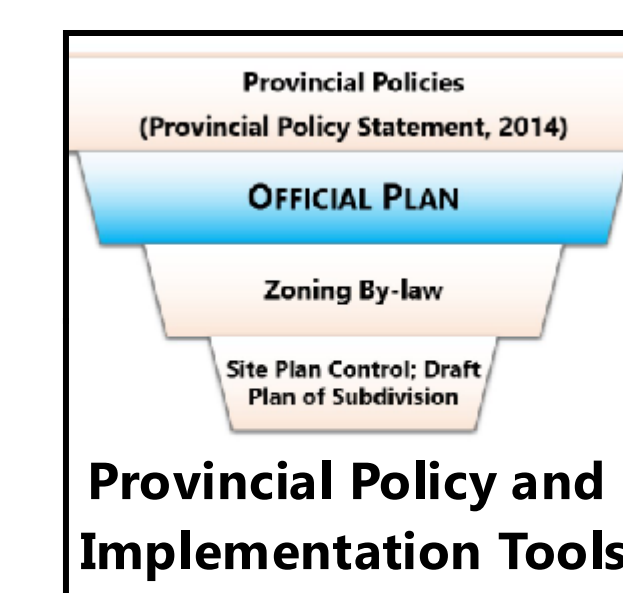 Provincial Policies
(Provincial Policy Statement, 2014)
OFFICIAL PLAN
Zoning By-law
Site Plan Control; Draft
Plan of Subdivision
Provincial Policy and
Implementation Tools